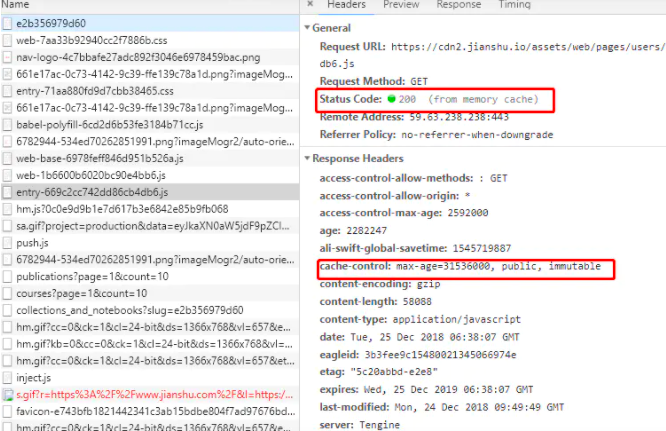 Name
e2b356979d60
web-7aa33b92940cc2f7886b.css
nav-logo-4c7bbafe27adc892f3046e6978459bac.png
661e17ac-0c73-4142-9c39-ffe139c78a1d.png?imageMog...
entry-71aa880fd9d7cbb38465.css
661e17ac-0c73-4142-9c39-ffe139c78a1d.png?imageMog...
babel-polyfill-6cd2d6b53fe3184b71cc.js
6782944-534ed70262851991.png?imageMogr2/auto-orie...
web-base-6978feff846d951b526a.js
web-1b6600b6020bc90e4bb6.js
entry-669c2cc742dd86cb4db6.js
hm.js?0c0e9d9b1e7d617b3e6842e85b9fb068
sa.gif?project=production&data=eyJkaXN0aW5jdF9pZCI...
push.js
6782944-534ed70262851991.png?imageMogr2/auto-orie...
publications?page=1&count=10
courses?page=1&count=10
collections_and_notebooks?slug=e2b356979d60
hm.gif?cc=0&ck=1&cl=24-bit&ds=1366x768&vl=657&e...
hm.gif?kb=0&cc=0&ck=1&cl=24-bit&ds=1366x768&vl=...
hm.gif?cc=0&ck=1&cl=24-bit&ds=1366x768&vl=657&et...
inject.js
s.gif?r=https%3A%2F%2Fwww.jianshu.com%2F&l=https:/...
favicon-e743bfb1821442341c3ab15bdbe804f7ad97676bd...
hm.gif?cc=0&ck=1&cl=24-bit&ds=1366x768&vl=657&e...
Headers Preview Response Timing
General
Request URL: https://cdn2.jianshu.io/assets/web/pages/users/
db6.js
Request Method: GET
Status Code: 200 (from memory cache)
Remote Address: 59.63.238.238:443
Referrer Policy: no-referrer-when-downgrade
Response Headers
access-control-allow-methods: : GET
access-control-allow-origin: *
access-control-max-age: 2592000
age: 2282247
ali-swift-global-savetime: 1545719887
cache-control: max-age=31536000, public, immutable
content-encoding: gzip
content-length: 58088
content-type: application/javascript
date: Tue, 25 Dec 2018 06:38:07 GMT
eagleid: 3b3fee9c15480021345066974e
etag: "5c20abbd-e2e8"
expires: Wed, 25 Dec 2019 06:38:07 GMT
last-modified: Mon, 24 Dec 2018 09:49:49 GMT
server: Tengine